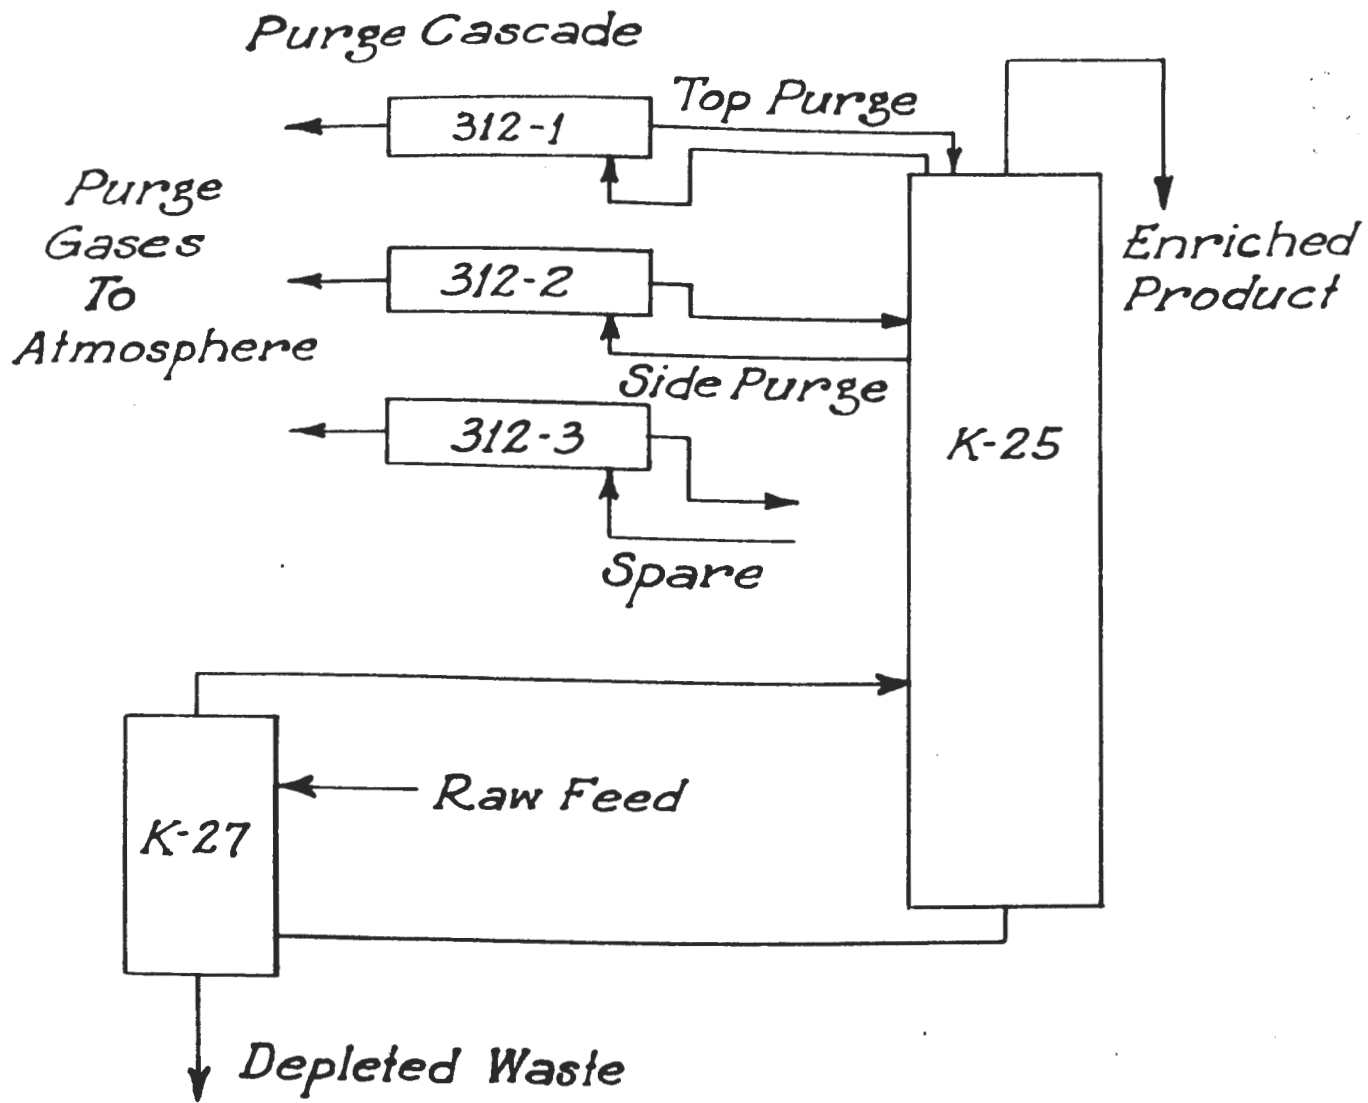 Purge Cascade
312-1
Top Purge
Purge
Gases
To
Atmosphere
312-2
Side Purge
312-3
Spare
Enriched
Product
K-25
K-27
Raw Feed
Depleted Waste